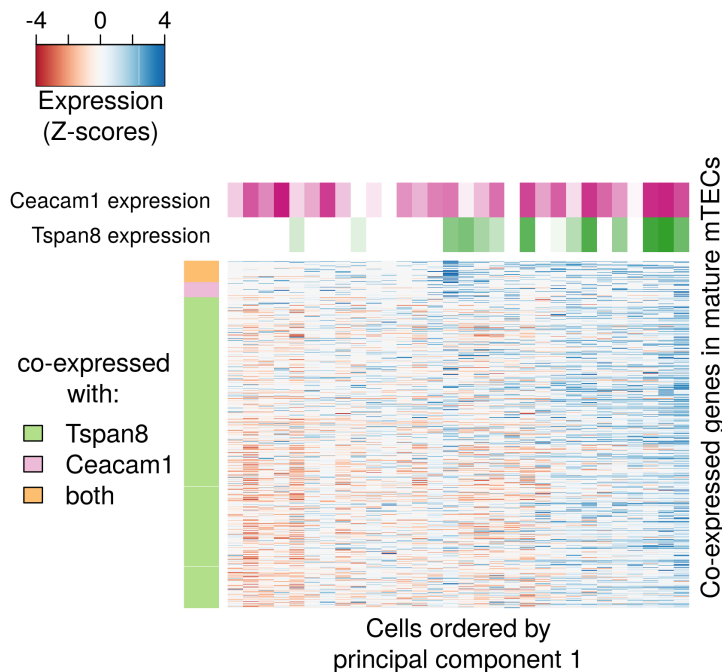 -4 0 4
Expression
(Z-scores)
Ceacam1 expression
Tspan8 expression
co-expressed
with:
Tspan8
Ceacam1
both
Co-expressed genes in mature mTECs
Cells ordered by
principal component 1